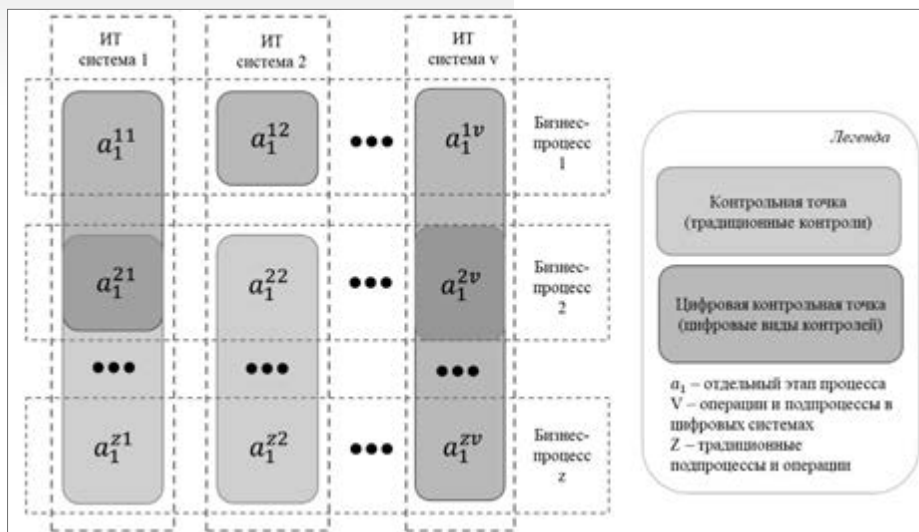 ИТ
система 1
ИТ
система 2
ИТ
система v
a₁¹¹
a₁¹²
●●●
a₁¹ᵛ
Бизнес-
процесс
1
a₁²¹
a₁²²
●●●
a₁²ᵛ
Бизнес-
процесс
2
●●●
●●●
●●●
a₁ᶻ¹
a₁ᶻ²
●●●
a₁ᶻᵛ
Бизнес-
процесс
z
Легенда
Контрольная точка
(традиционные контроли)
Цифровая контрольная точка
(цифровые виды контролей)
a₁ – отдельный этап процесса
V – операции и подпроцессы в
цифровых системах
Z – традиционные
подпроцессы и операции